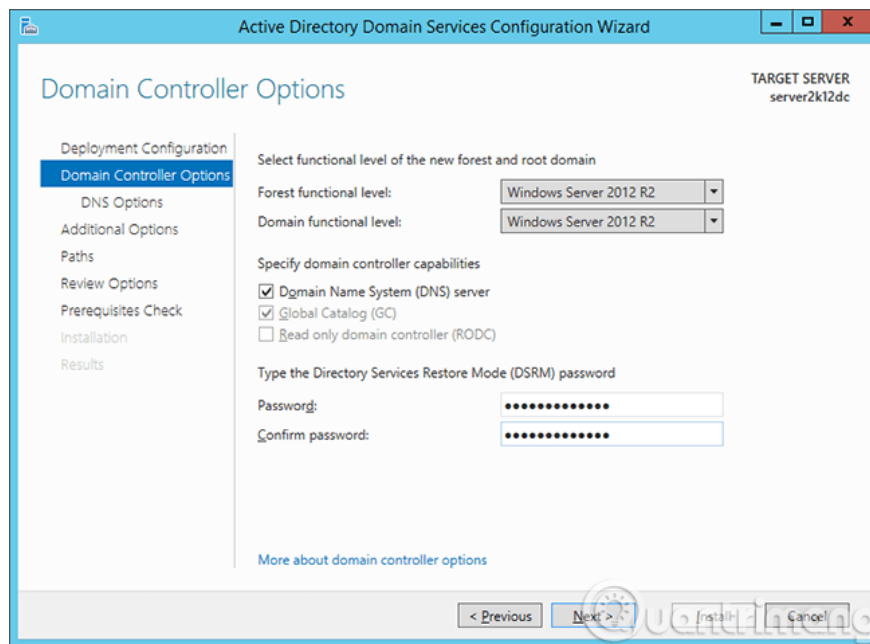 Active Directory Domain Services Configuration Wizard
Domain Controller Options
TARGET SERVER
server2k12dc
Deployment Configuration
Domain Controller Options
DNS Options
Additional Options
Paths
Review Options
Prerequisites Check
Installation
Results
Select functional level of the new forest and root domain
Forest functional level: Windows Server 2012 R2
Domain functional level: Windows Server 2012 R2
Specify domain controller capabilities
Domain Name System (DNS) server
Global Catalog (GC)
Read only domain controller (RODC)
Type the Directory Services Restore Mode (DSRM) password
Password: •••••••••••••
Confirm password: •••••••••••••
More about domain controller options
< Previous Next > Install Cancel
Quantrimang